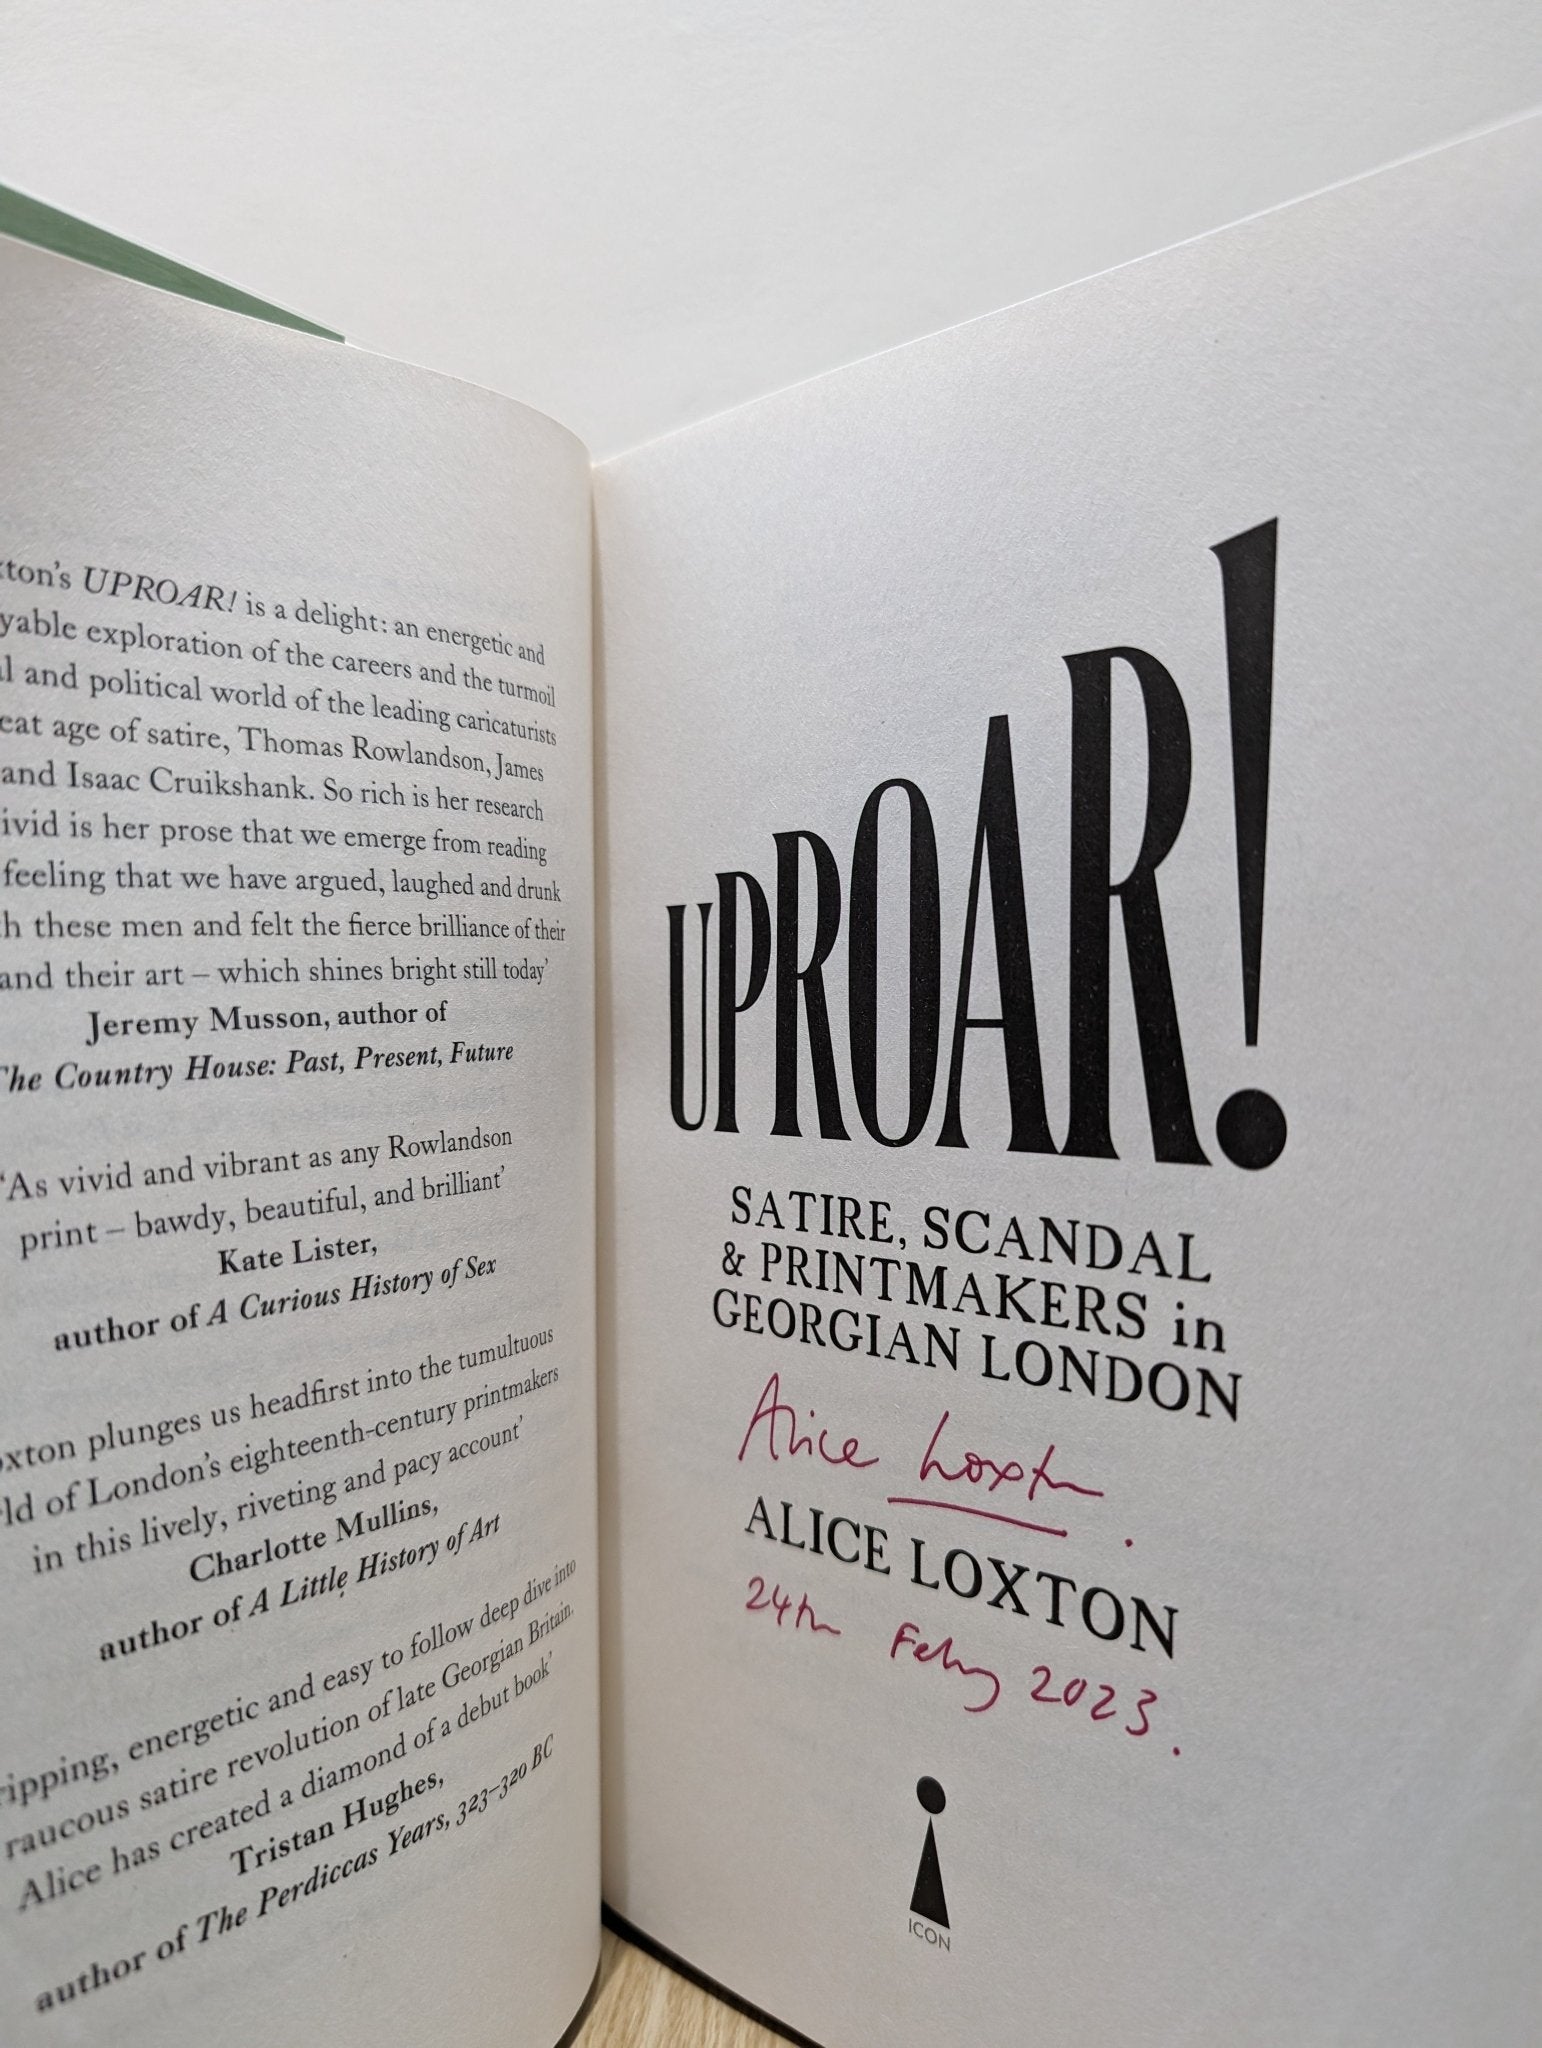 xton's UPROAR! is a delight: an energetic and
yable exploration of the careers and the turmoil
l and political world of the leading caricaturists
eat age of satire, Thomas Rowlandson, James
and Isaac Cruikshank. So rich is her research
ivid is her prose that we emerge from reading
feeling that we have argued, laughed and drunk
h these men and felt the fierce brilliance of their
and their art – which shines bright still today'
Jeremy Musson, author of
The Country House: Past, Present, Future
'As vivid and vibrant as any Rowlandson
print – bawdy, beautiful, and brilliant'
Kate Lister,
author of A Curious History of Sex
oxton plunges us headfirst into the tumultuous
rld of London's eighteenth-century printmakers
in this lively, riveting and pacy account'
Charlotte Mullins,
author of A Little History of Art
ripping, energetic and easy to follow deep dive into
raucous satire revolution of late Georgian Britain.
Alice has created a diamond of a debut book'
Tristan Hughes,
author of The Perdiccas Years, 323–320 BC
UPROAR!
SATIRE, SCANDAL
& PRINTMAKERS in
GEORGIAN LONDON
Alice Loxton
ALICE LOXTON
24th February 2023.
ICON